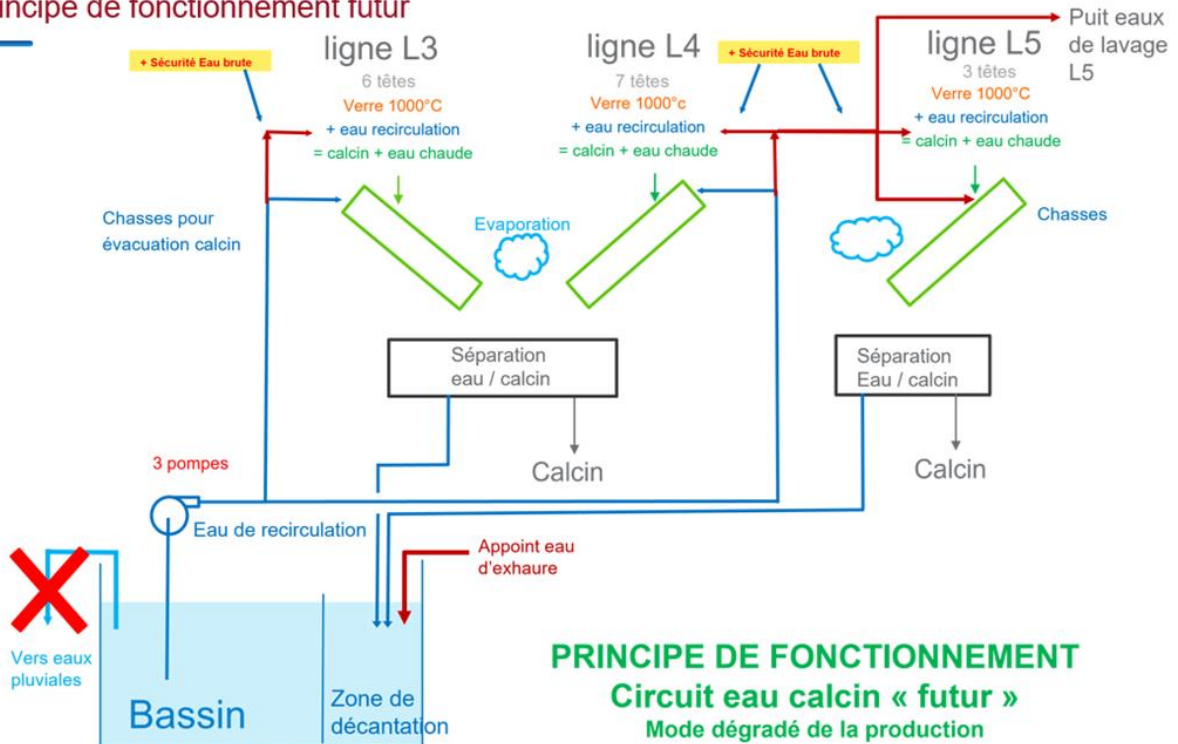 incipe de fonctionnement futur
Puit eaux
de lavage
L5
+ Sécurité Eau brute
ligne L3
6 têtes
Verre 1000°C
+ eau recirculation
= calcin + eau chaude
ligne L4
7 têtes
Verre 1000°c
+ eau recirculation
= calcin + eau chaude
+ Sécurité Eau brute
ligne L5
3 têtes
Verre 1000°C
+ eau recirculation
= calcin + eau chaude
Chasses pour
évacuation calcin
Evaporation
Chasses
Séparation
eau / calcin
Séparation
Eau / calcin
Calcin
Calcin
3 pompes
Eau de recirculation
Appoint eau
d'exhaure
Vers eaux
pluviales
Bassin
Zone de
décantation
PRINCIPE DE FONCTIONNEMENT
Circuit eau calcin « futur »
Mode dégradé de la production